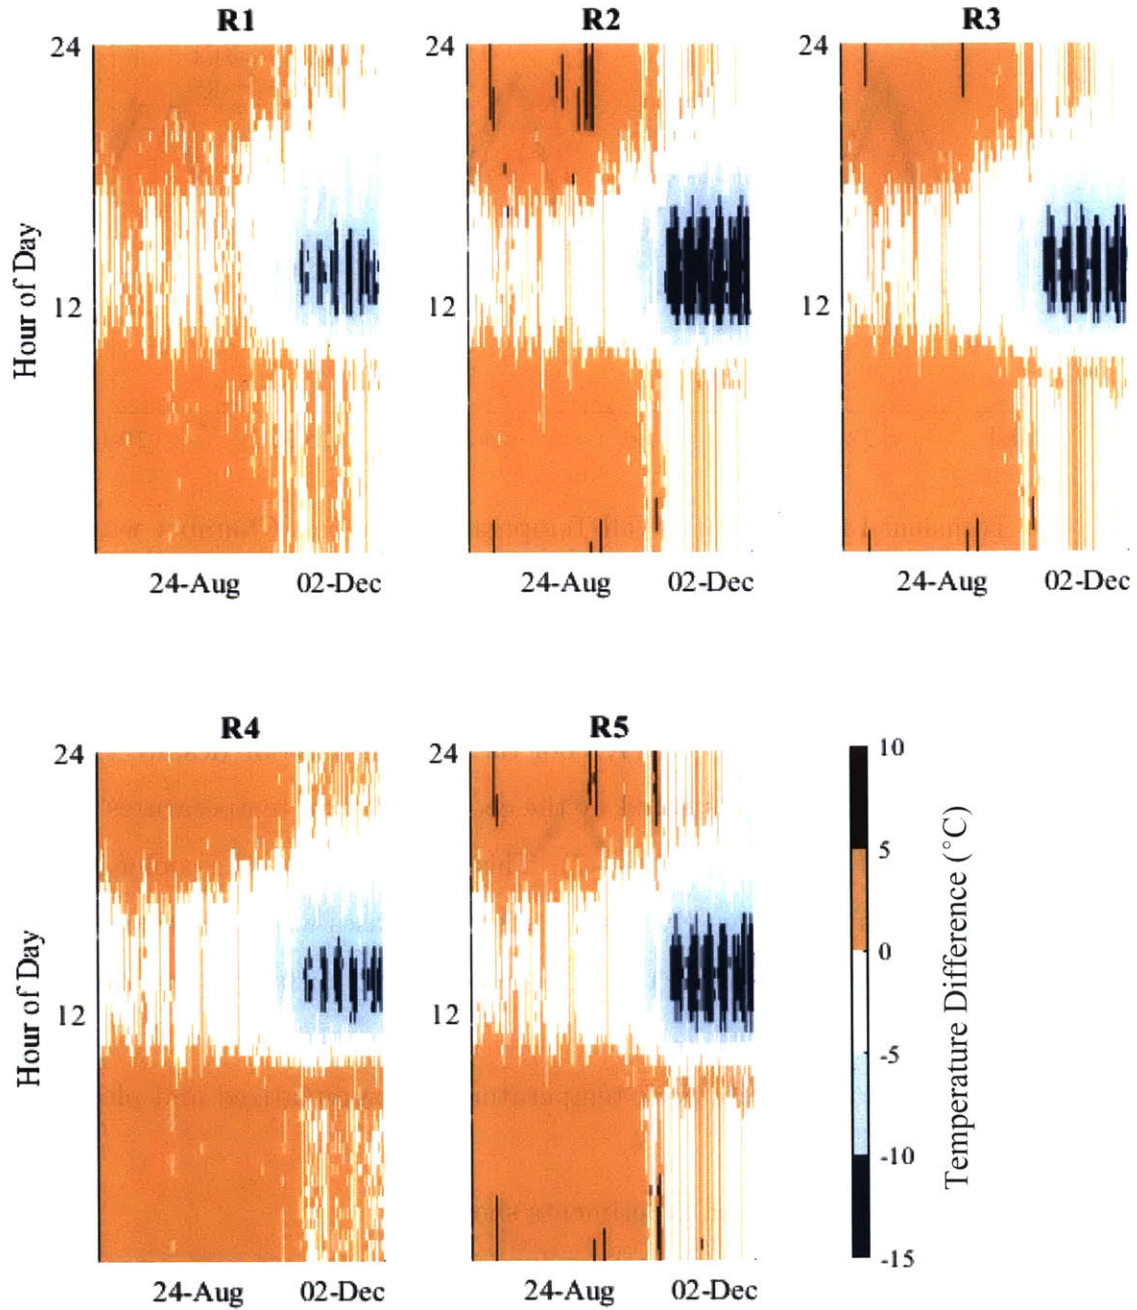 R1 R2 R3
24 24 24
Hour of Day
12 12 12
24-Aug 02-Dec 24-Aug 02-Dec 24-Aug 02-Dec
R4 R5
24 24
Hour of Day
12 12
24-Aug 02-Dec 24-Aug 02-Dec
10
5
0
-5
-10
-15
Temperature Difference (°C)